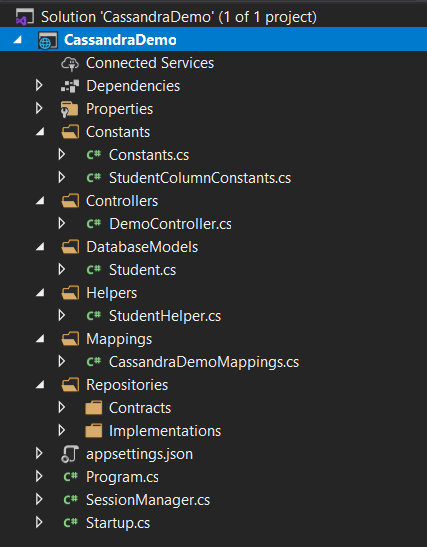 Solution 'CassandraDemo' (1 of 1 project)
CassandraDemo
Connected Services
Dependencies
Properties
Constants
C# Constants.cs
C# StudentColumnConstants.cs
Controllers
C# DemoController.cs
DatabaseModels
C# Student.cs
Helpers
C# StudentHelper.cs
Mappings
C# CassandraDemoMappings.cs
Repositories
Contracts
Implementations
appsettings.json
C# Program.cs
C# SessionManager.cs
C# Startup.cs